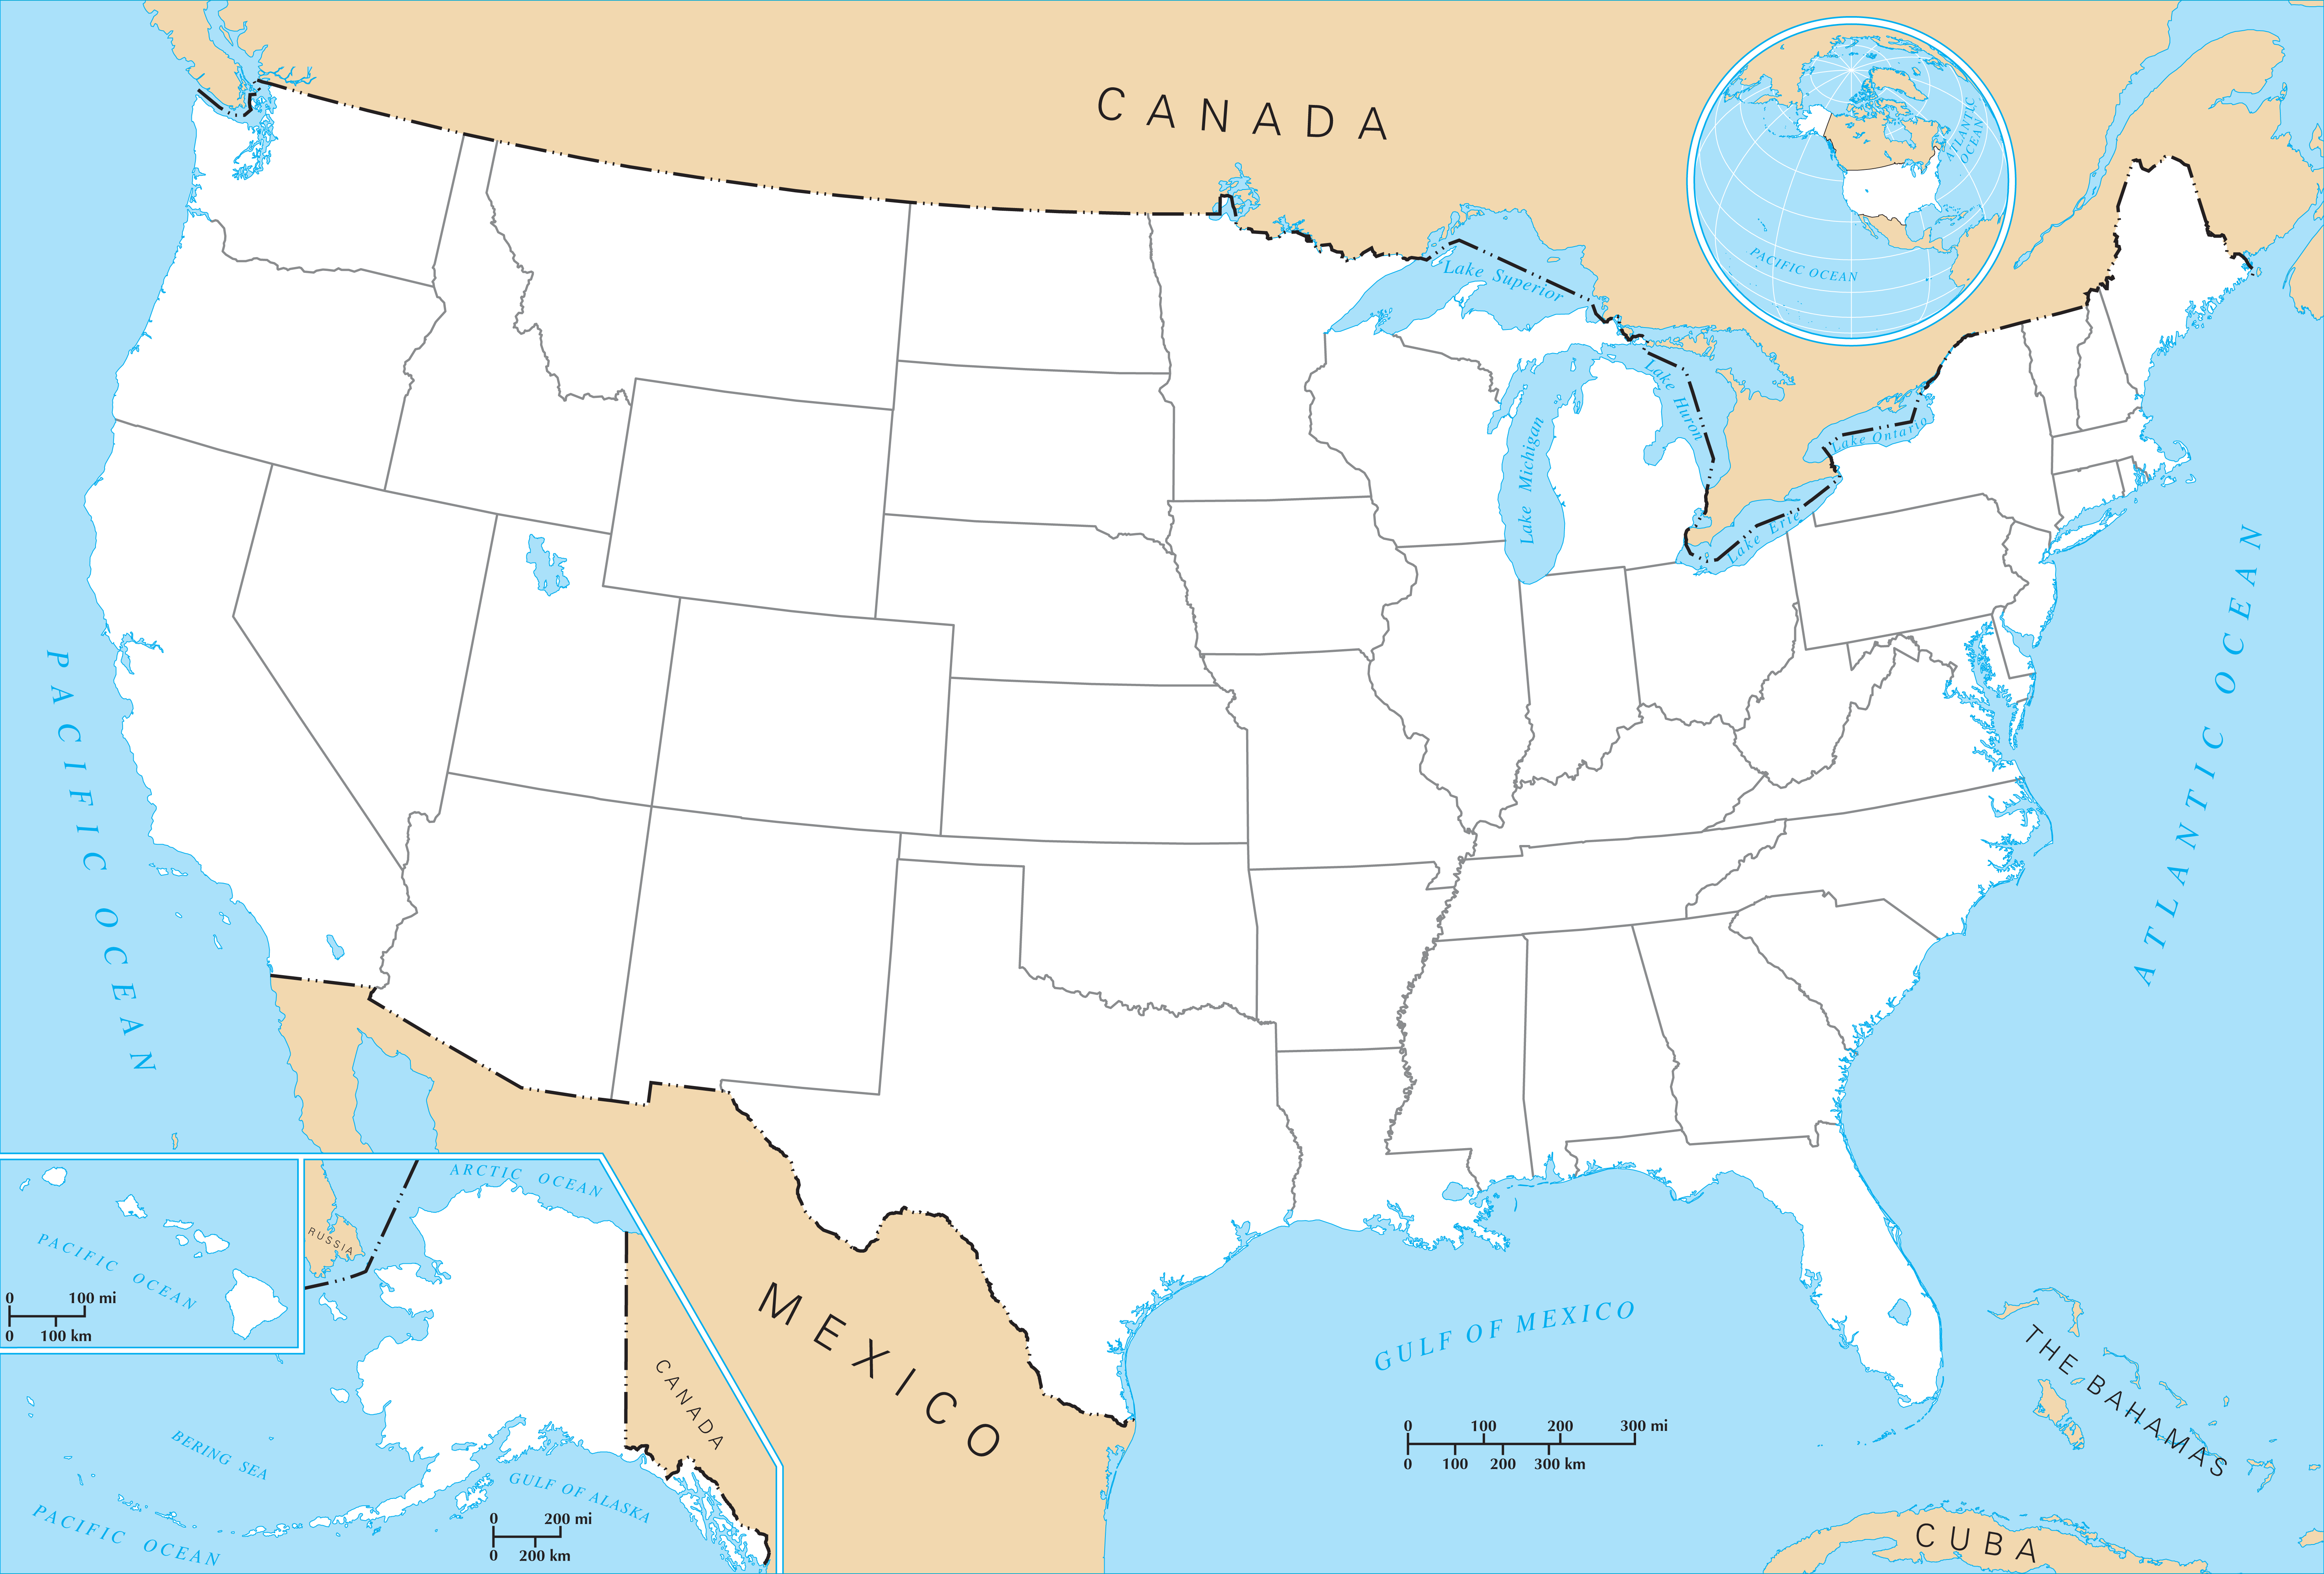 CANADA
ATLANTIC
OCEAN
PACIFIC OCEAN
Lake Superior
Lake Huron
Lake Michigan
Lake Ontario
Lake Erie
PACIFIC OCEAN
ATLANTIC OCEAN
ARCTIC OCEAN
RUSSIA
PACIFIC OCEAN
0 100 mi
0 100 km
MEXICO
GULF OF MEXICO
THE BAHAMAS
CANADA
BERING SEA
GULF OF ALASKA
PACIFIC OCEAN
0 200 mi
0 200 km
0 100 200 300 mi
0 100 200 300 km
CUBA